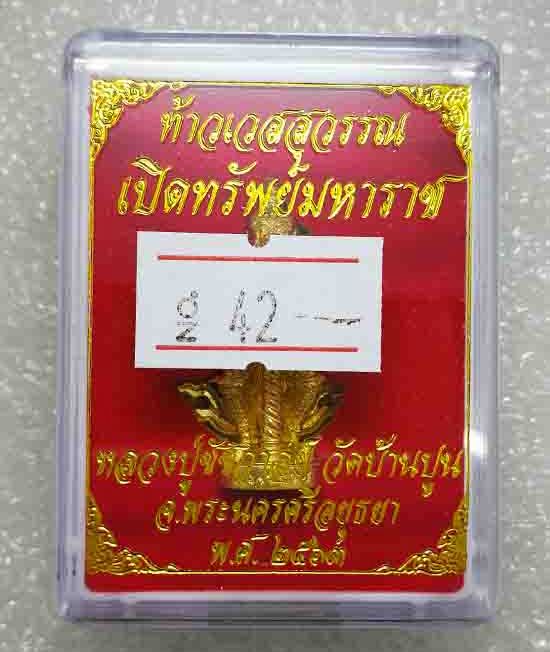 ท้าวเวสสุวรรณ
เปิดทรัพย์มหาราช
42 -
หลวงปู่ วัดบ้านปูน
อ.พระนครศรีอยุธยา
พ.ศ. ๒๕๖๓